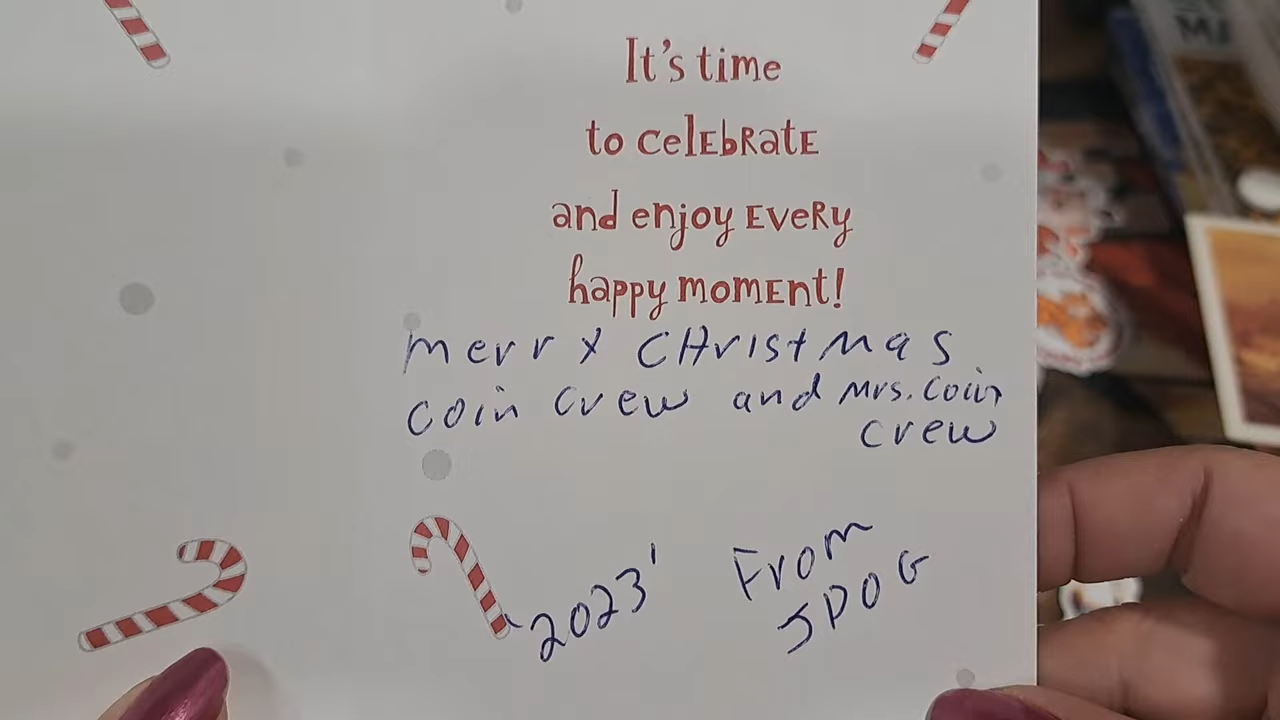 It's time
to CelEbRatE
and enjoy EVeRy
happy moMEnt!
merry CHristmas
coin crew and Mrs. Coin
crew
'2023'
From
JDOG